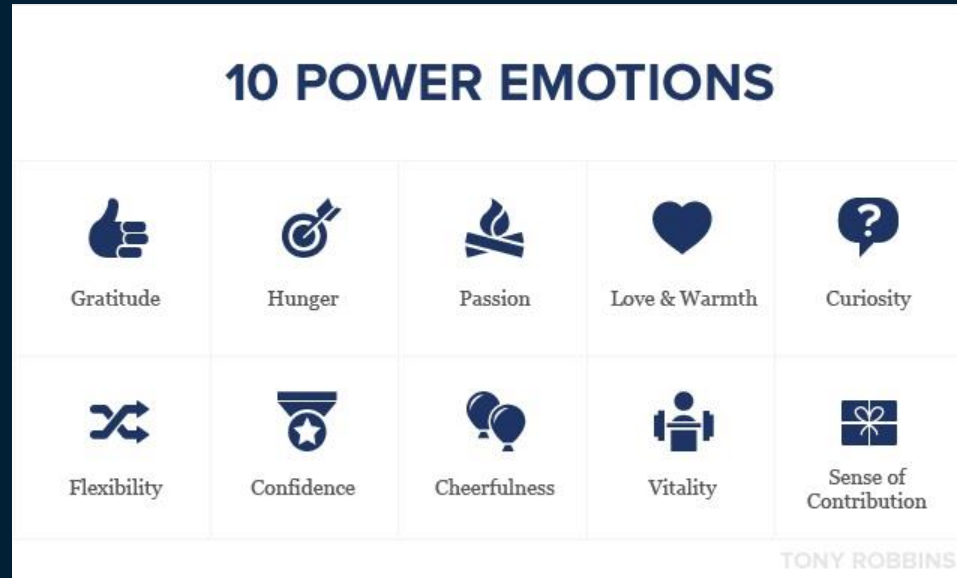 10 POWER EMOTIONS
Gratitude
Hunger
Passion
Love & Warmth
?
Curiosity
Flexibility
Confidence
Cheerfulness
Vitality
Sense of
Contribution
TONY ROBBINS